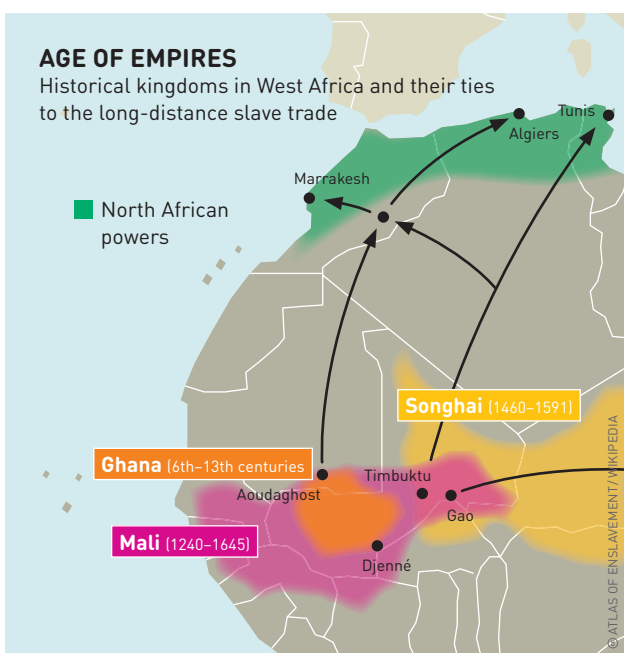 AGE OF EMPIRES
Historical kingdoms in West Africa and their ties
to the long-distance slave trade
Tunis
Algiers
Marrakesh
North African
powers
Songhai (1460–1591)
Ghana (6th–13th centuries
Timbuktu
Aoudaghost
Gao
Mali (1240–1645)
Djenné
© ATLAS OF ENSLAVEMENT / WIKIPEDIA